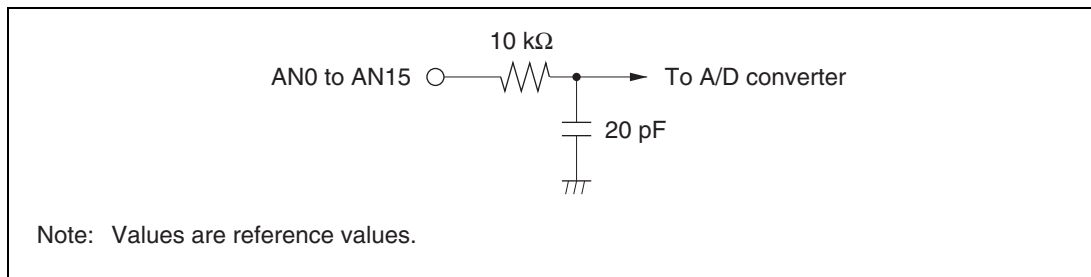 10 kΩ
AN0 to AN15 To A/D converter
20 pF
Note: Values are reference values.